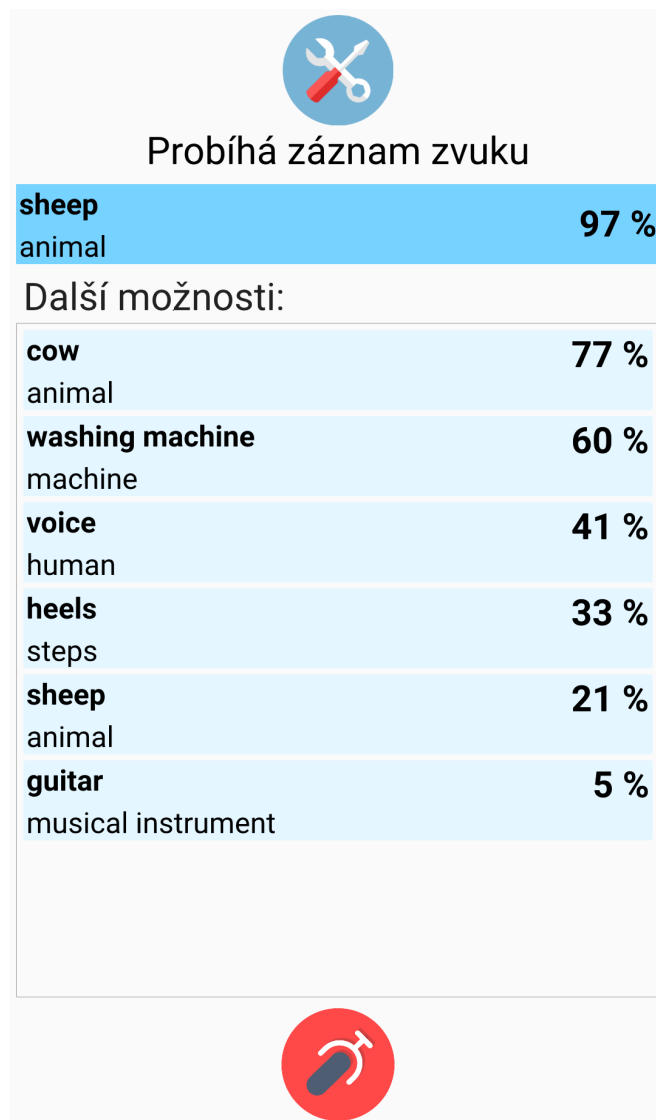 Probíhá záznam zvuku
sheep
97 %
animal
Další možnosti:
cow
77 %
animal
washing machine
60 %
machine
voice
41 %
human
heels
33 %
steps
sheep
21 %
animal
guitar
5 %
musical instrument